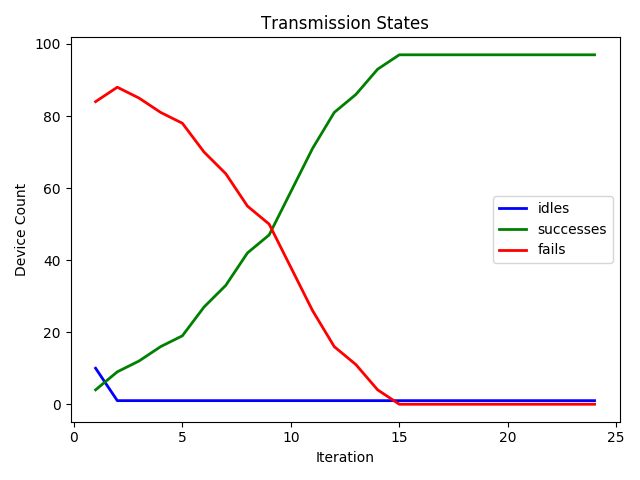 Transmission States
Device Count
100
80
60
40
20
0
idles
successes
fails
0 5 10 15 20 25
Iteration